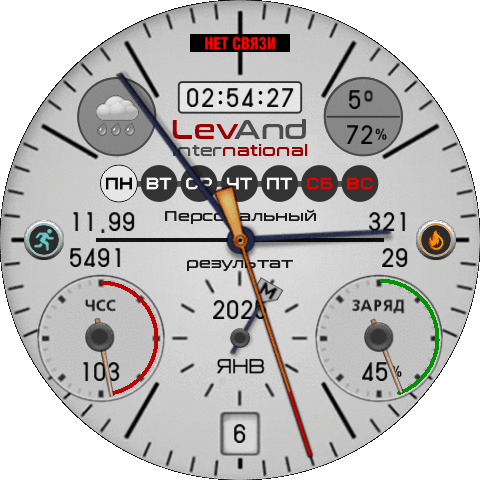 НЕТ СВЯЗИ
02:54:27
5°
72%
LevAnd
international
ПН ВТ СР ЧТ ПТ СБ ВС
Персональный
11,99
321
5491
29
результат
ЧСС
103
М
ЯНВ
ЗАРЯД
45%
6